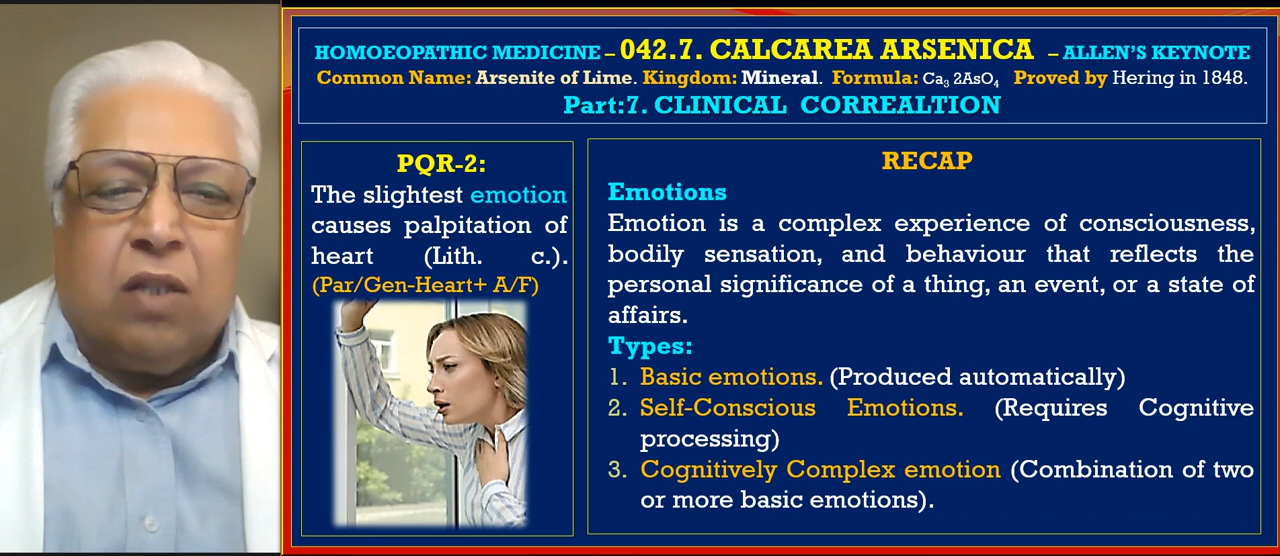 HOMOEOPATHIC MEDICINE – 042.7. CALCAREA ARSENICA – ALLEN'S KEYNOTE
Common Name: Arsenite of Lime. Kingdom: Mineral. Formula: Ca₃ 2AsO₄ Proved by Hering in 1848.
Part:7. CLINICAL CORREALTION
PQR-2:
The slightest emotion
causes palpitation of
heart (Lith. c.).
(Par/Gen-Heart+ A/F)
RECAP
Emotions
Emotion is a complex experience of consciousness,
bodily sensation, and behaviour that reflects the
personal significance of a thing, an event, or a state of
affairs.
Types:
1. Basic emotions. (Produced automatically)
2. Self-Conscious Emotions. (Requires Cognitive
processing)
3. Cognitively Complex emotion (Combination of two
or more basic emotions).